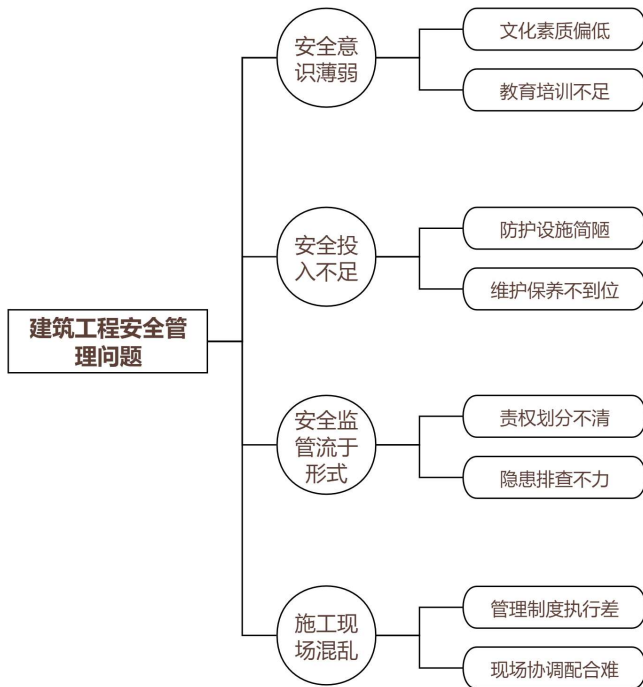 建筑工程安全管
理问题
安全意
识薄弱
文化素质偏低
教育培训不足
安全投
入不足
防护设施简陋
维护保养不到位
安全监
管流于
形式
责权划分不清
隐患排查不力
施工现
场混乱
管理制度执行差
现场协调配合难